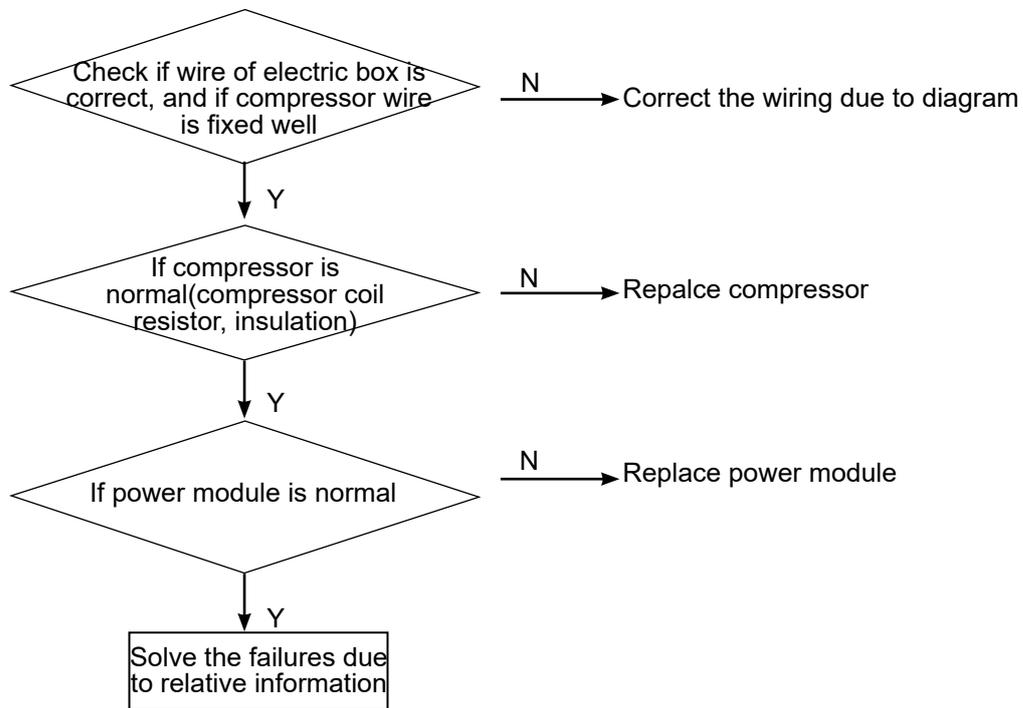 Check if wire of electric box is
correct, and if compressor wire
is fixed well
N
Correct the wiring due to diagram
Y
If compressor is
normal(compressor coil
resistor, insulation)
N
Repalce compressor
Y
If power module is normal
N
Replace power module
Y
Solve the failures due
to relative information